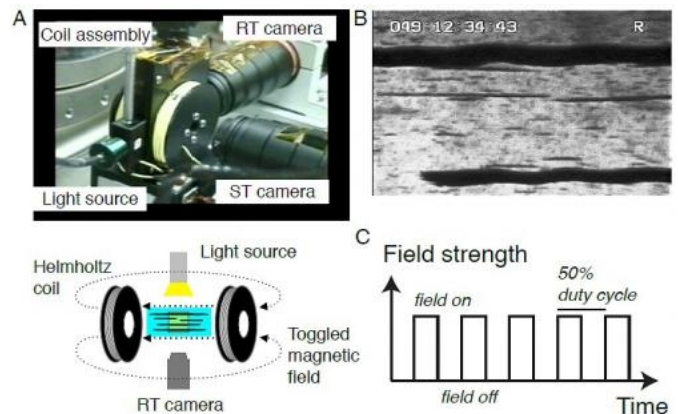 A
Coil assembly
RT camera
Light source
ST camera
B
049 12:34:43
R
Light source
Helmholtz
coil
Toggled
magnetic
field
RT camera
C
Field strength
50%
duty cycle
field on
field off
Time